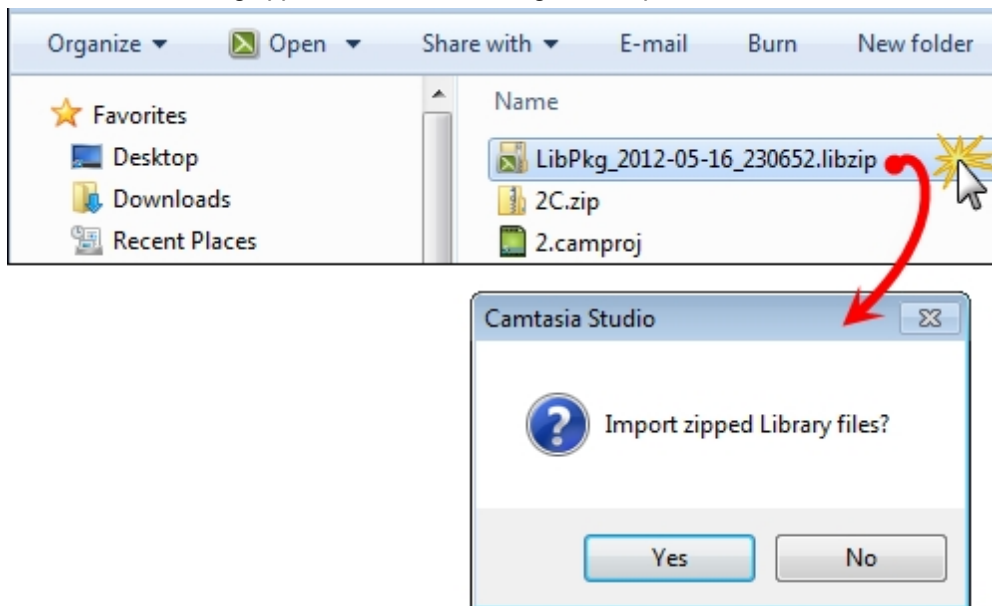 Organize Open Share with E-mail Burn New folder
Favorites
Desktop
Downloads
Recent Places
Name
LibPkg_2012-05-16_230652.libzip
2C.zip
2.camproj
Camtasia Studio
Import zipped Library files?
Yes No